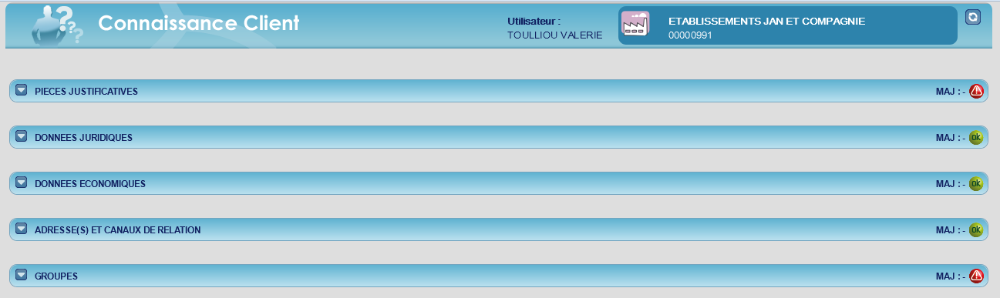 Connaissance Client
Utilisateur :
TOULLIOU VALERIE
ETABLISSEMENTS JAN ET COMPAGNIE
00000991
PIECES JUSTIFICATIVES MAJ : -
DONNEES JURIDIQUES MAJ : - ok
DONNEES ECONOMIQUES MAJ : - ok
ADRESSE(S) ET CANAUX DE RELATION MAJ : - ok
GROUPES MAJ : -